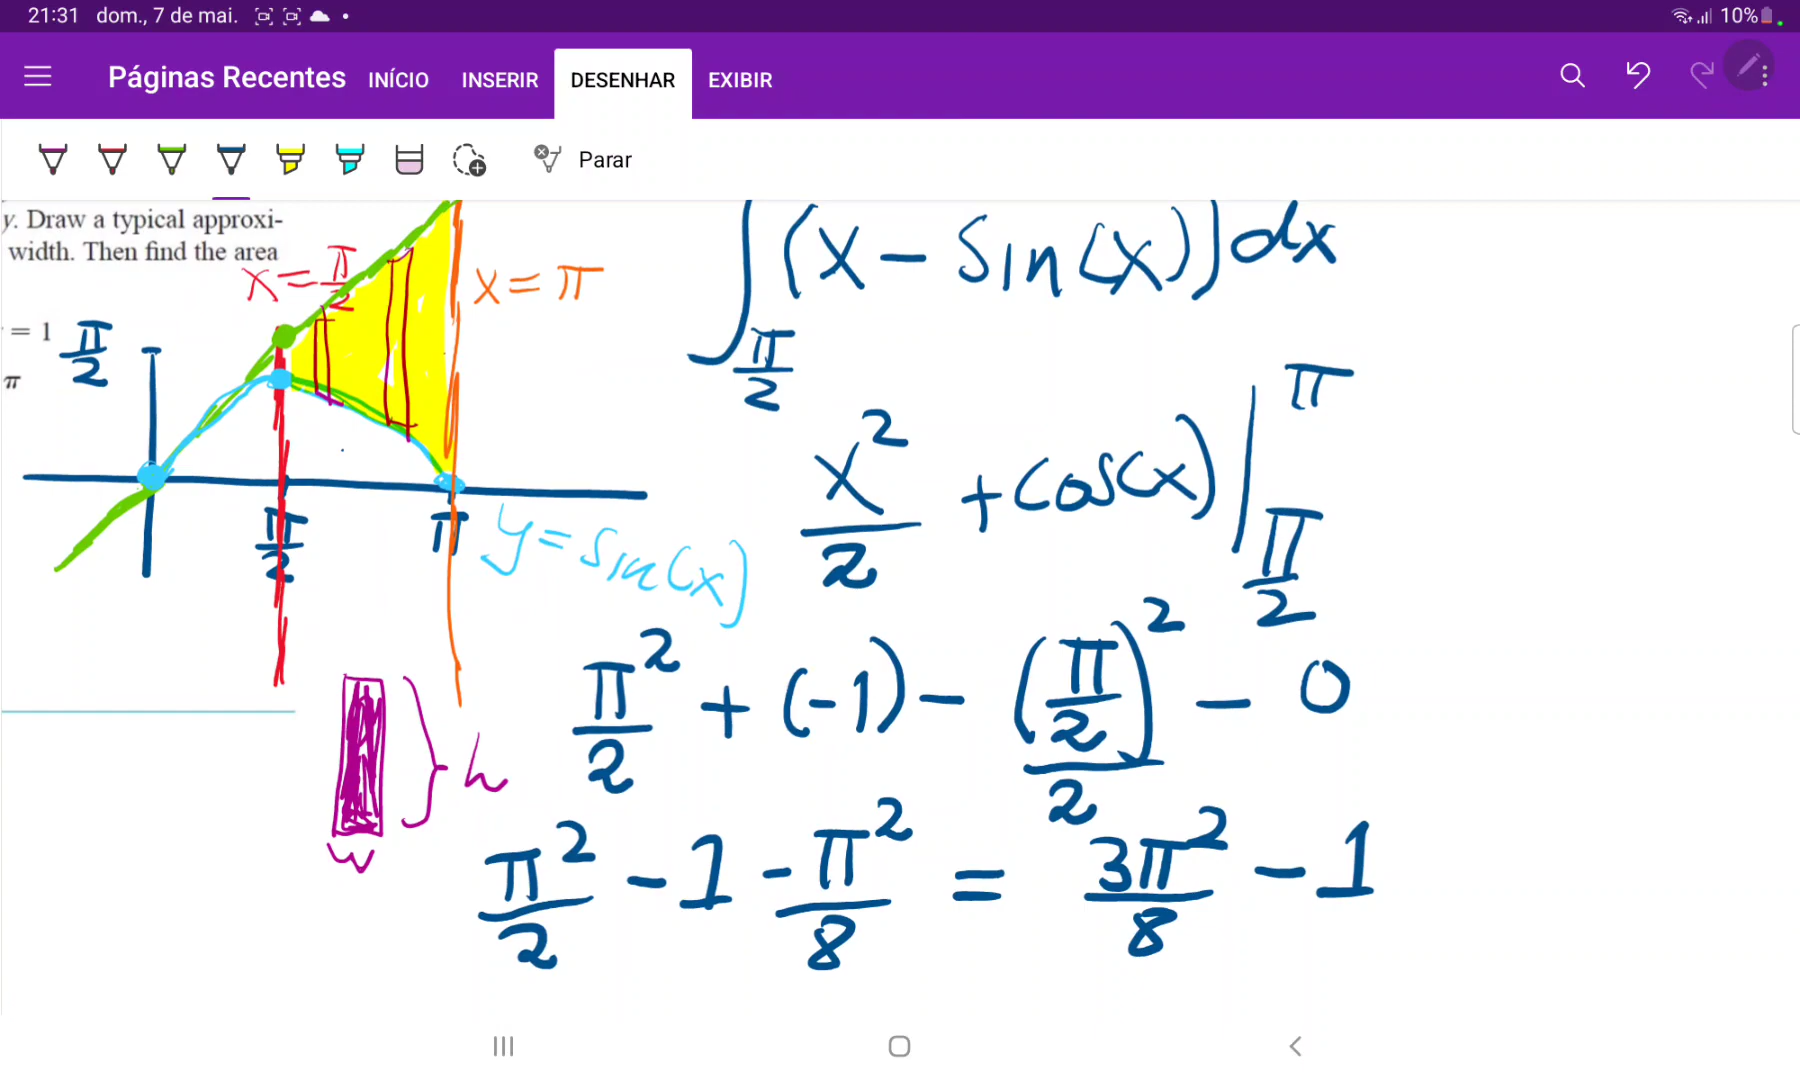 21:31 dom., 7 de mai. • 10%
Páginas Recentes INÍCIO INSERIR DESENHAR EXIBIR
Parar
y. Draw a typical approxi-
width. Then find the area
= 1
π
x = π/2
x = π
π/2
π/2
π
y = sin(x)
h
w
∫ π/2 (x - sin(x)) dx
x²/2 + cos(x) | π π/2
π²/2 + (-1) - (π/2)²/2 - 0
π²/2 - 1 - π²/8 = 3π²/8 - 1